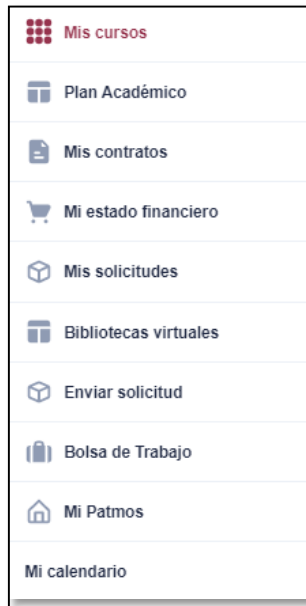 Mis cursos
Plan Académico
Mis contratos
Mi estado financiero
Mis solicitudes
Bibliotecas virtuales
Enviar solicitud
Bolsa de Trabajo
Mi Patmos
Mi calendario